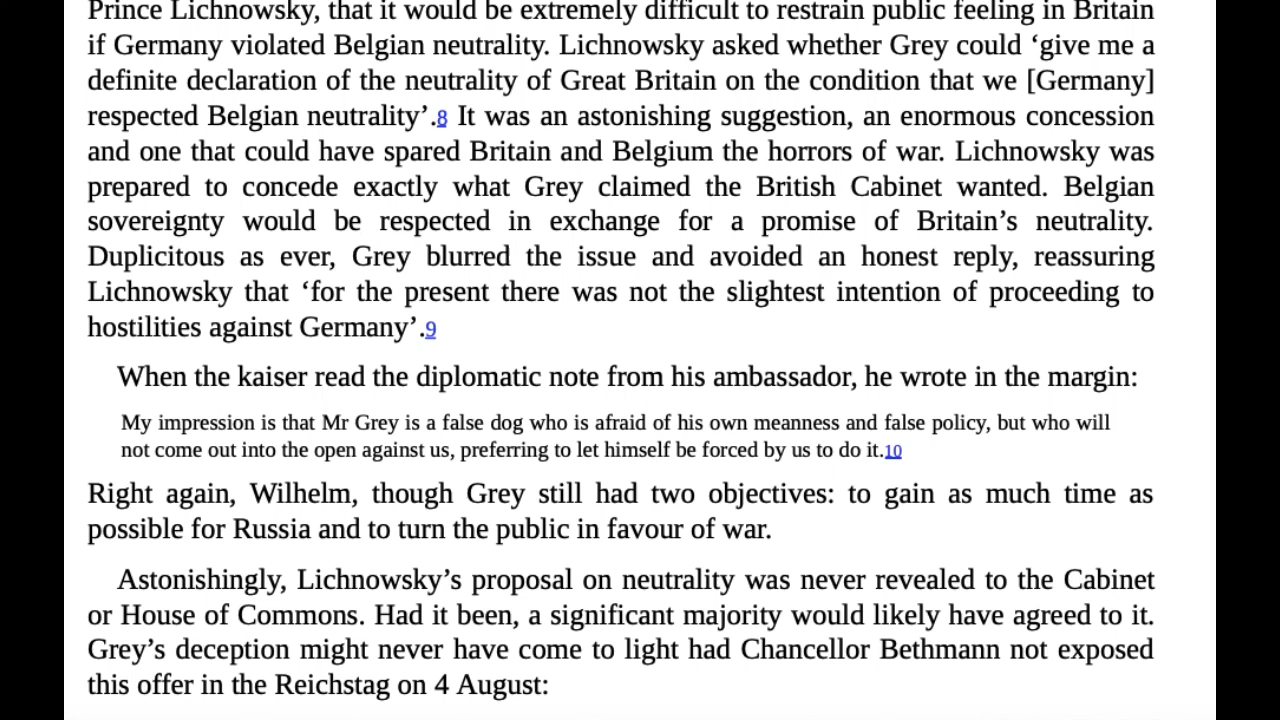 Prince Lichnowsky, that it would be extremely difficult to restrain public feeling in Britain
if Germany violated Belgian neutrality. Lichnowsky asked whether Grey could ‘give me a
definite declaration of the neutrality of Great Britain on the condition that we [Germany]
respected Belgian neutrality’.8 It was an astonishing suggestion, an enormous concession
and one that could have spared Britain and Belgium the horrors of war. Lichnowsky was
prepared to concede exactly what Grey claimed the British Cabinet wanted. Belgian
sovereignty would be respected in exchange for a promise of Britain’s neutrality.
Duplicitous as ever, Grey blurred the issue and avoided an honest reply, reassuring
Lichnowsky that ‘for the present there was not the slightest intention of proceeding to
hostilities against Germany’.9
When the kaiser read the diplomatic note from his ambassador, he wrote in the margin:
My impression is that Mr Grey is a false dog who is afraid of his own meanness and false policy, but who will
not come out into the open against us, preferring to let himself be forced by us to do it.10
Right again, Wilhelm, though Grey still had two objectives: to gain as much time as
possible for Russia and to turn the public in favour of war.
Astonishingly, Lichnowsky’s proposal on neutrality was never revealed to the Cabinet
or House of Commons. Had it been, a significant majority would likely have agreed to it.
Grey’s deception might never have come to light had Chancellor Bethmann not exposed
this offer in the Reichstag on 4 August: